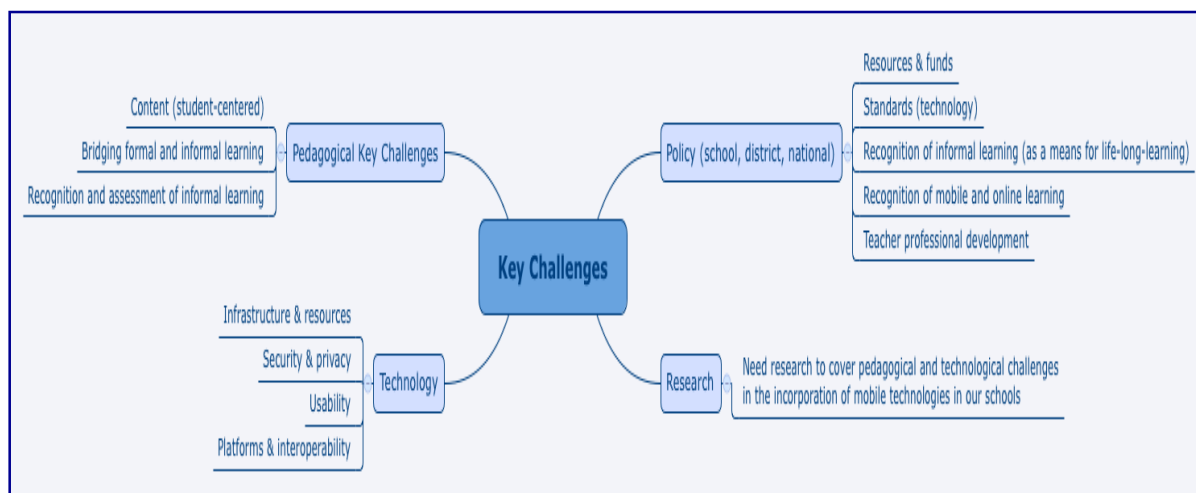 Key Challenges
Pedagogical Key Challenges
Content (student-centered)
Bridging formal and informal learning
Recognition and assessment of informal learning
Technology
Infrastructure & resources
Security & privacy
Usability
Platforms & interoperability
Policy (school, district, national)
Resources & funds
Standards (technology)
Recognition of informal learning (as a means for life-long-learning)
Recognition of mobile and online learning
Teacher professional development
Research
Need research to cover pedagogical and technological challenges
in the incorporation of mobile technologies in our schools